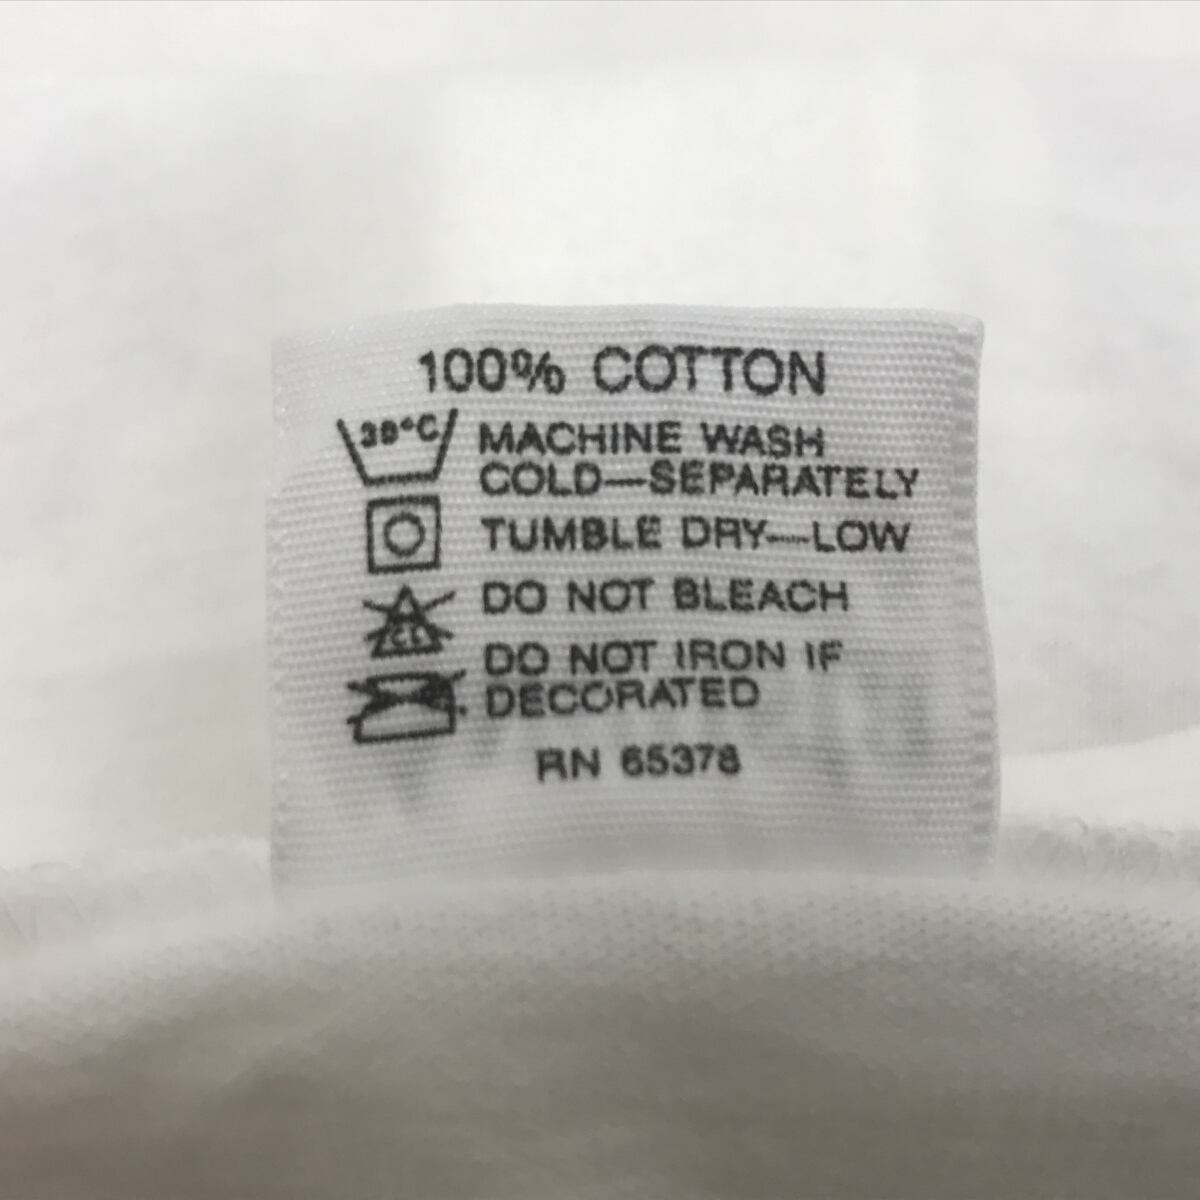 100% COTTON
MACHINE WASH
COLD—SEPARATELY
TUMBLE DRY—LOW
CL
DO NOT BLEACH
DO NOT IRON IF
DECORATED
RN 65378